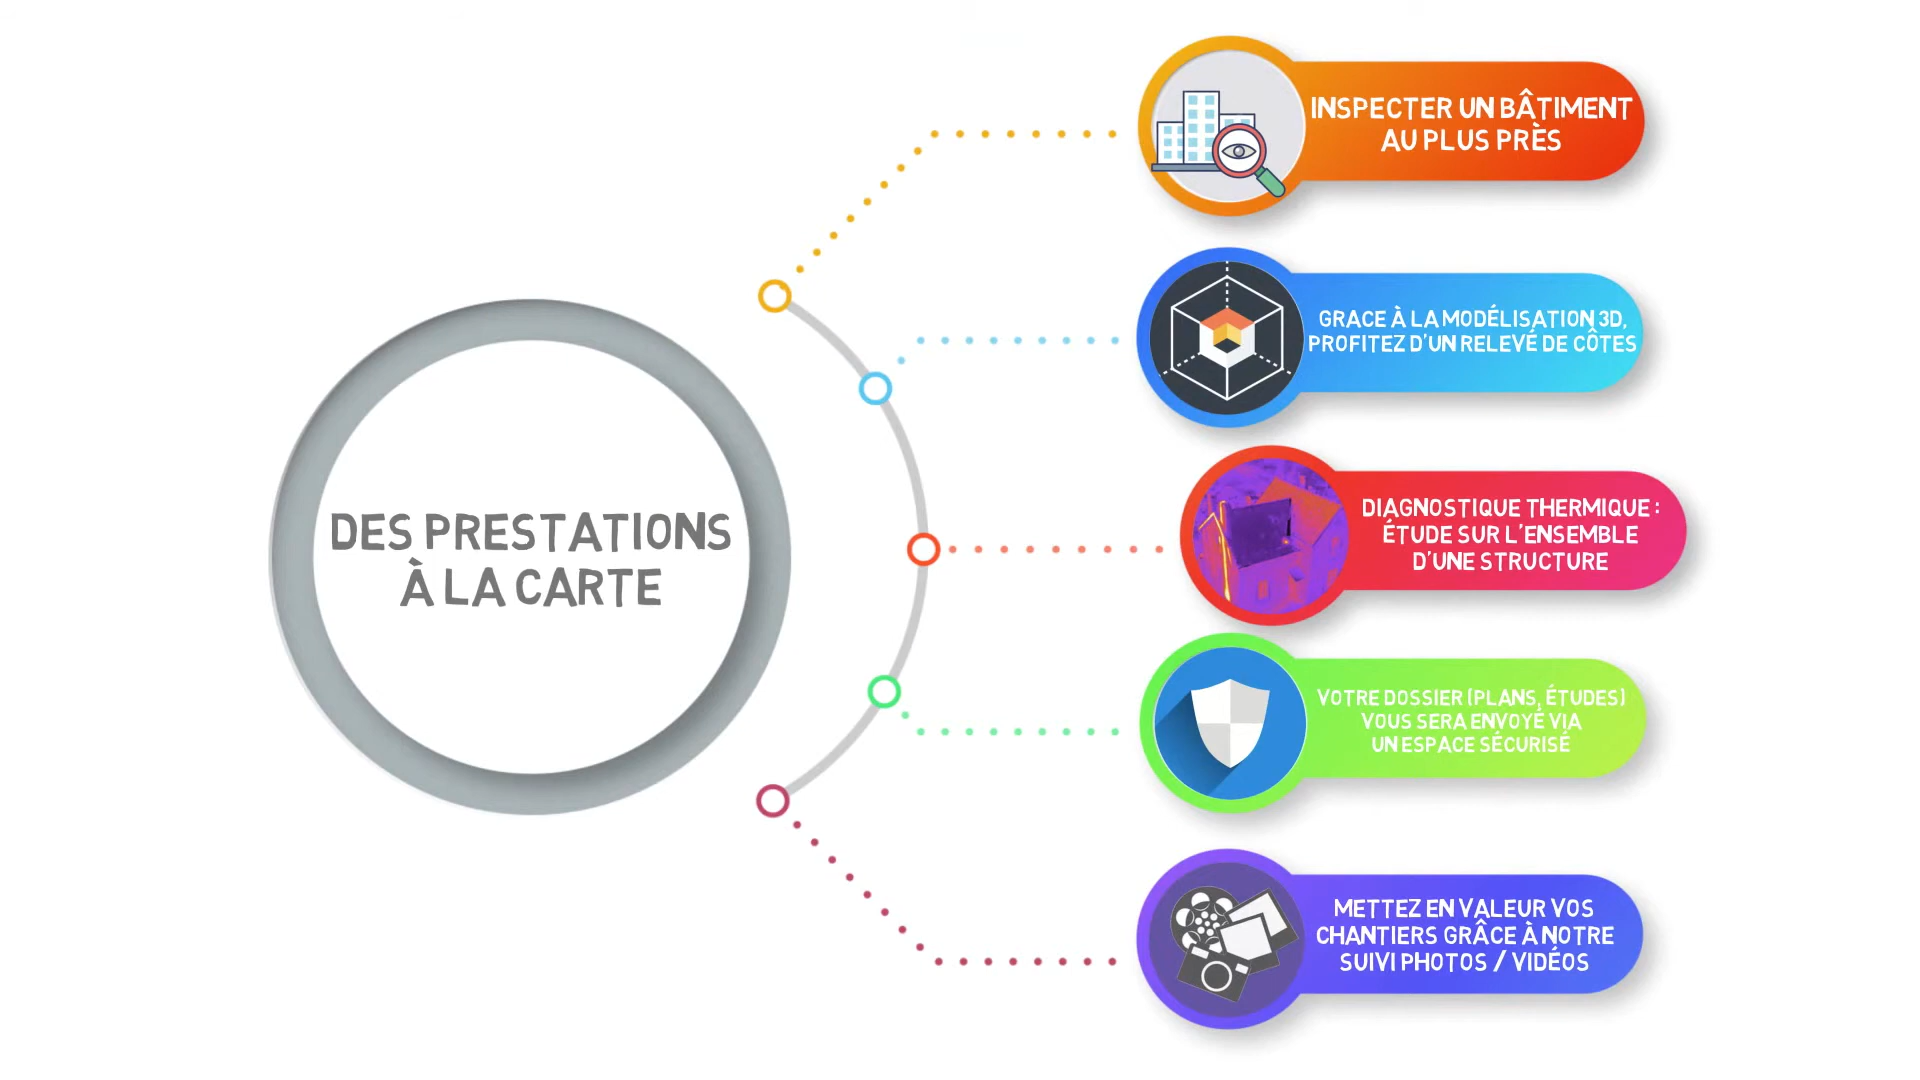 DES PRESTATIONS
À LA CARTE
INSPECTER UN BÂTIMENT
AU PLUS PRÈS
GRACE À LA MODÉLISATION 3D,
PROFITEZ D'UN RELEVÉ DE CÔTES
DIAGNOSTIQUE THERMIQUE :
ÉTUDE SUR L'ENSEMBLE
D'UNE STRUCTURE
VOTRE DOSSIER (PLANS, ÉTUDES)
VOUS SERA ENVOYÉ VIA
UN ESPACE SÉCURISÉ
METTEZ EN VALEUR VOS
CHANTIERS GRÂCE À NOTRE
SUIVI PHOTOS / VIDÉOS